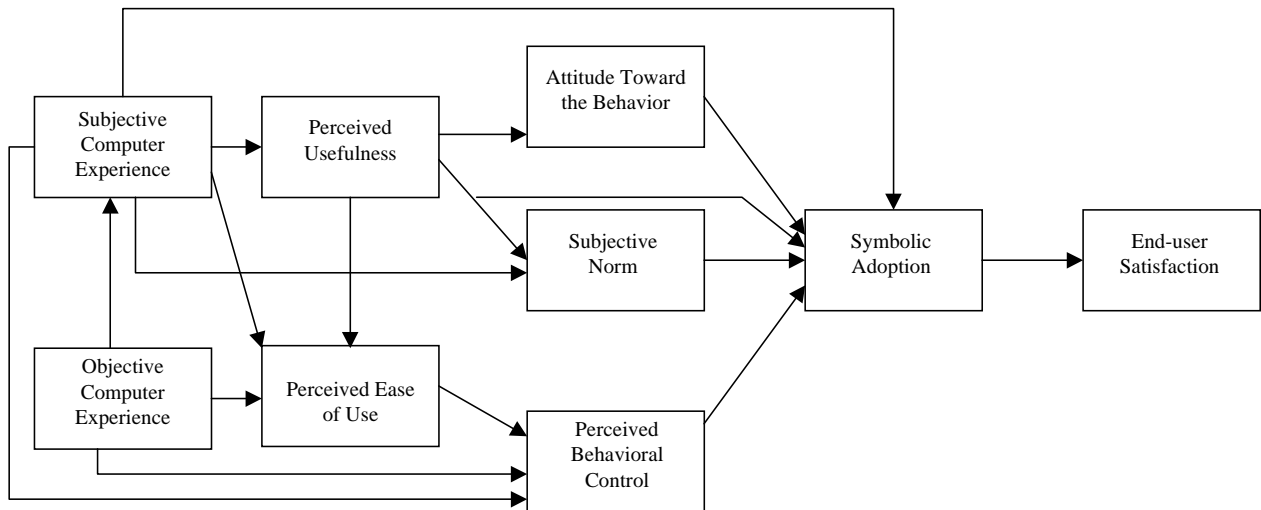 Subjective
Computer
Experience
Perceived
Usefulness
Attitude Toward
the Behavior
Subjective
Norm
Symbolic
Adoption
End-user
Satisfaction
Objective
Computer
Experience
Perceived Ease
of Use
Perceived
Behavioral
Control